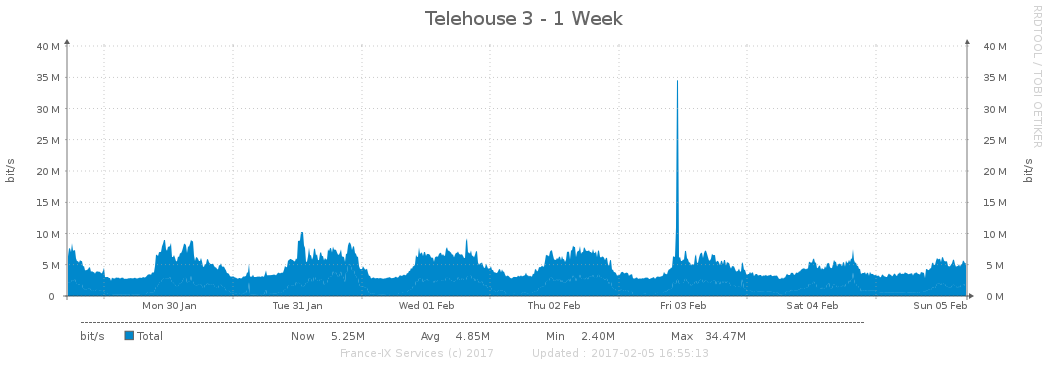 Telehouse 3 - 1 Week
RRDTOOL / TOBI OETIKER
40 M 40 M
35 M 35 M
30 M 30 M
25 M 25 M
20 M 20 M
15 M 15 M
10 M 10 M
5 M 5 M
0 0 M
bit/s bit/s
Mon 30 Jan Tue 31 Jan Wed 01 Feb Thu 02 Feb Fri 03 Feb Sat 04 Feb Sun 05 Feb
bit/s Total Now 5.25M Avg 4.85M Min 2.40M Max 34.47M
France-IX Services (c) 2017 Updated : 2017-02-05 16:55:13